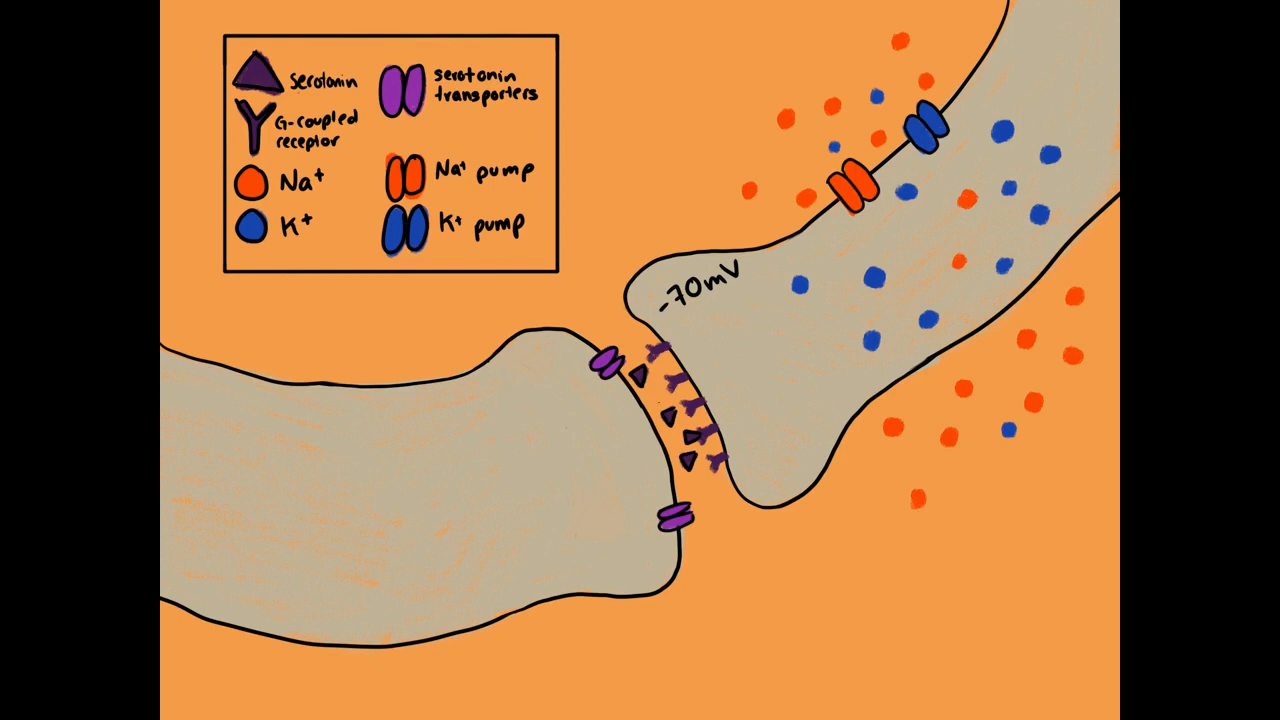 Serotonin
G-coupled
receptor
Na+
K+
serotonin
transporters
Na+ pump
K+ pump
-70mV